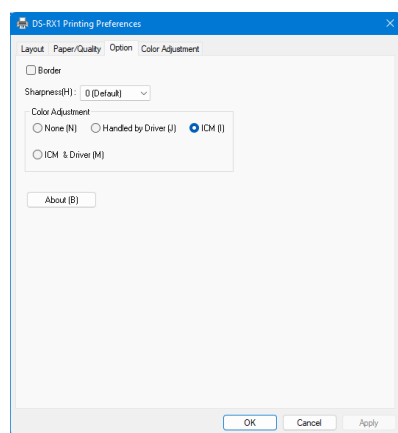 DS-RX1 Printing Preferences
Layout Paper/Quality Option Color Adjustment
Border
Sharpness(H) : 0 (Default)
Color Adjustment
None (N) Handled by Driver (J) ICM (I)
ICM & Driver (M)
About (B)
OK Cancel Apply